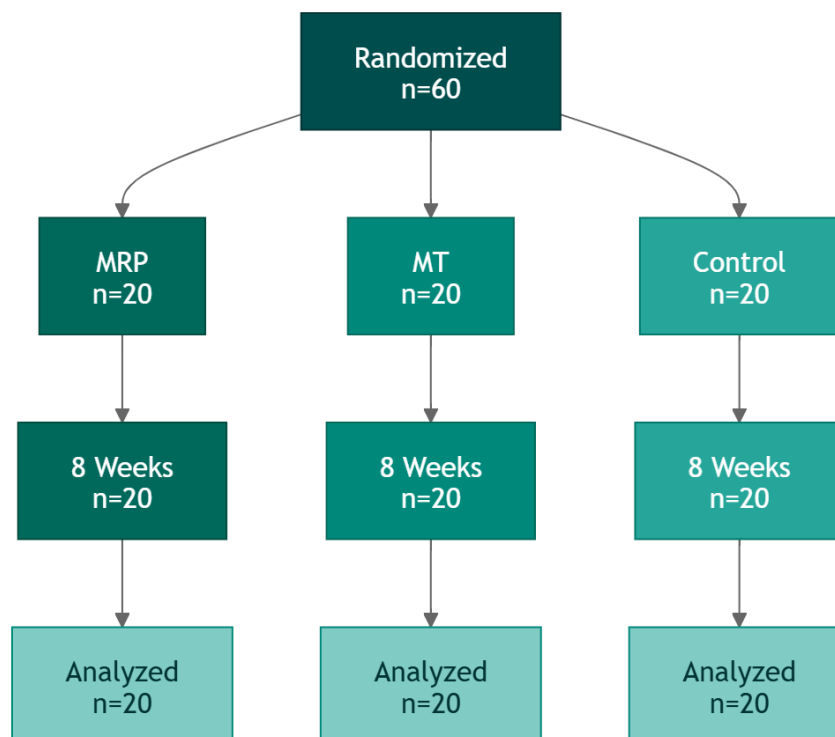 Randomized
n=60
MRP
n=20
MT
n=20
Control
n=20
8 Weeks
n=20
8 Weeks
n=20
8 Weeks
n=20
Analyzed
n=20
Analyzed
n=20
Analyzed
n=20